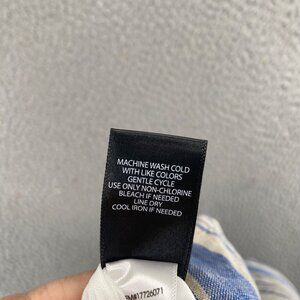 MACHINE WASH COLD
WITH LIKE COLORS
GENTLE CYCLE
USE ONLY NON-CHLORINE
BLEACH IF NEEDED
LINE DRY
COOL IRON IF NEEDED